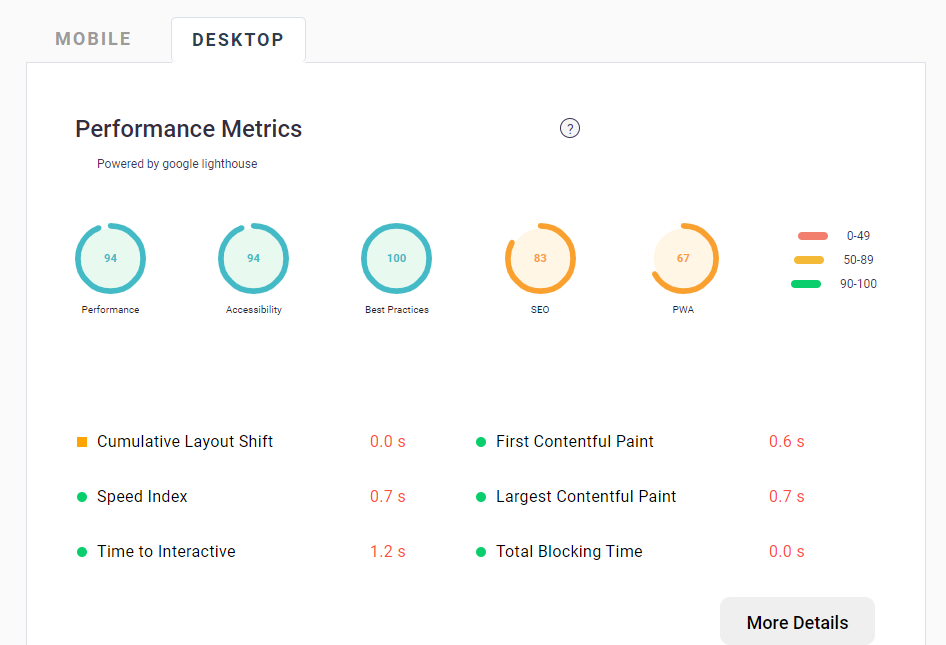 MOBILE
DESKTOP
Performance Metrics
?
Powered by google lighthouse
94
94
100
83
67
0-49
50-89
90-100
Performance
Accessibility
Best Practices
SEO
PWA
Cumulative Layout Shift
0.0 s
First Contentful Paint
0.6 s
Speed Index
0.7 s
Largest Contentful Paint
0.7 s
Time to Interactive
1.2 s
Total Blocking Time
0.0 s
More Details